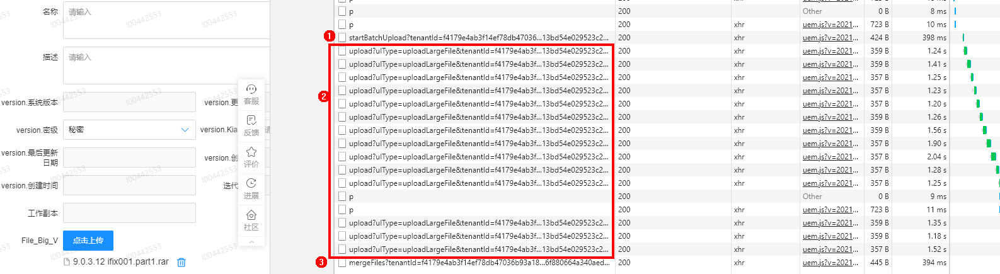 名称
请输入
描述
请输入
version.系统版本
version.更
version.密级
秘密
version.Kia
请
version.最后更新
日期
version.创
version.创建时间
迭代
工作副本
File_Big_V
点击上传
9.0.3.12 ifix001.part1.rar
客服
反馈
评价
进展
社区
l00442553
p 200 Other 0 B 8 ms
p 200 xhr uem.js?v=2021... 723 B 10 ms
1 startBatchUpload?tenantId=f4179e4ab3f14ef78db47036...13bd54e029523c2... 200 xhr uem.js?v=2021... 424 B 398 ms
upload?ulType=uploadLargeFile&tenantId=f4179e4ab3f...13bd54e029523c2... 200 xhr uem.js?v=2021... 359 B 1.24 s
upload?ulType=uploadLargeFile&tenantId=f4179e4ab3f...13bd54e029523c2... 200 xhr uem.js?v=2021... 359 B 1.41 s
upload?ulType=uploadLargeFile&tenantId=f4179e4ab3f...13bd54e029523c2... 200 xhr uem.js?v=2021... 357 B 1.25 s
2
upload?ulType=uploadLargeFile&tenantId=f4179e4ab3f...13bd54e029523c2... 200 xhr uem.js?v=2021... 357 B 1.23 s
upload?ulType=uploadLargeFile&tenantId=f4179e4ab3f...13bd54e029523c2... 200 xhr uem.js?v=2021... 357 B 1.20 s
upload?ulType=uploadLargeFile&tenantId=f4179e4ab3f...13bd54e029523c2... 200 xhr uem.js?v=2021... 359 B 1.26 s
upload?ulType=uploadLargeFile&tenantId=f4179e4ab3f...13bd54e029523c2... 200 xhr uem.js?v=2021... 359 B 1.56 s
upload?ulType=uploadLargeFile&tenantId=f4179e4ab3f...13bd54e029523c2... 200 xhr uem.js?v=2021... 357 B 1.90 s
upload?ulType=uploadLargeFile&tenantId=f4179e4ab3f...13bd54e029523c2... 200 xhr uem.js?v=2021... 357 B 2.04 s
upload?ulType=uploadLargeFile&tenantId=f4179e4ab3f...13bd54e029523c2... 200 xhr uem.js?v=2021... 357 B 1.28 s
upload?ulType=uploadLargeFile&tenantId=f4179e4ab3f...13bd54e029523c2... 200 xhr uem.js?v=2021... 357 B 1.25 s
p 200 Other 0 B 9 ms
p 200 xhr uem.js?v=2021... 723 B 11 ms
upload?ulType=uploadLargeFile&tenantId=f4179e4ab3f...13bd54e029523c2... 200 xhr uem.js?v=2021... 359 B 1.35 s
upload?ulType=uploadLargeFile&tenantId=f4179e4ab3f...13bd54e029523c2... 200 xhr uem.js?v=2021... 359 B 1.18 s
upload?ulType=uploadLargeFile&tenantId=f4179e4ab3f...13bd54e029523c2... 200 xhr uem.js?v=2021... 357 B 1.52 s
3 mergeFiles?tenantId=f4179e4ab3f14ef78db47036b93a18...6f880664a340aed... 200 xhr uem.js?v=2021... 445 B 394 ms